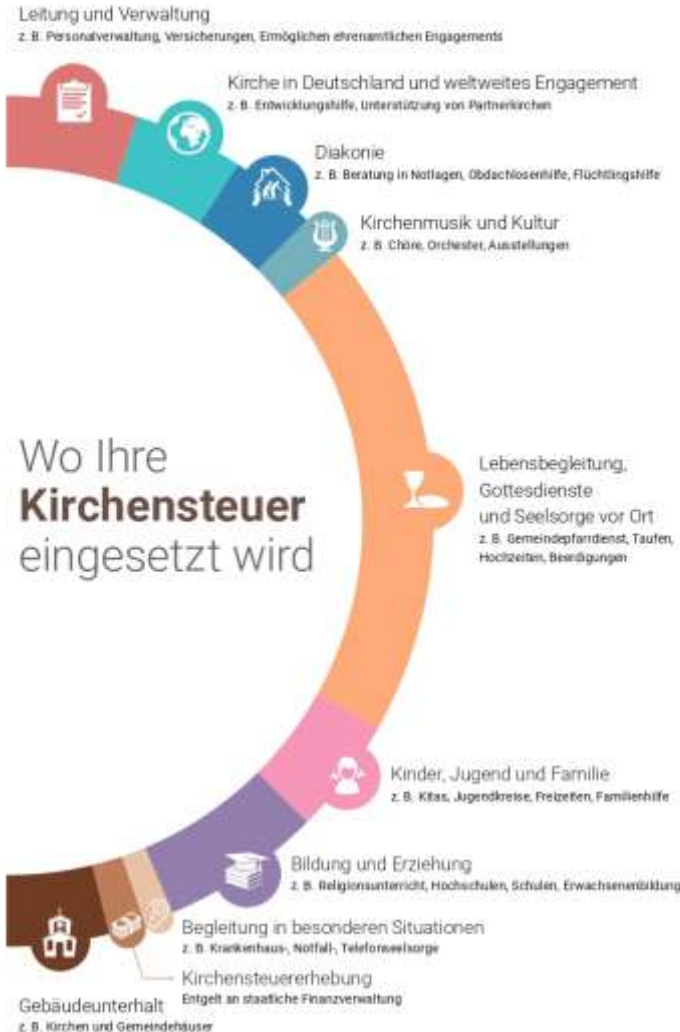 Leitung und Verwaltung
z. B. Personalverwaltung, Versicherungen, Ermöglichen ehrenamtlichen Engagements
Kirche in Deutschland und weltweites Engagement
z. B. Entwicklungshilfe, Unterstützung von Partnerkirchen
Diakonie
z. B. Beratung in Notlagen, Obdachlosenhilfe, Flüchtlingshilfe
Kirchenmusik und Kultur
z. B. Chöre, Orchester, Ausstellungen
Wo Ihre
Kirchensteuer
eingesetzt wird
Lebensbegleitung,
Gottesdienste
und Seelsorge vor Ort
z. B. Gemeindepfarrdienst, Taufen,
Hochzeiten, Beerdigungen
Kinder, Jugend und Familie
z. B. Kitas, Jugendkreise, Freizeiten, Familienhilfe
Bildung und Erziehung
z. B. Religionsunterricht, Hochschulen, Schulen, Erwachsenenbildung
Begleitung in besonderen Situationen
z. B. Krankenhaus-, Notfall-, Telefonseelsorge
Kirchensteuererhebung
Entgelt an staatliche Finanzverwaltung
Gebäudeunterhalt
z. B. Kirchen und Gemeindehäuser